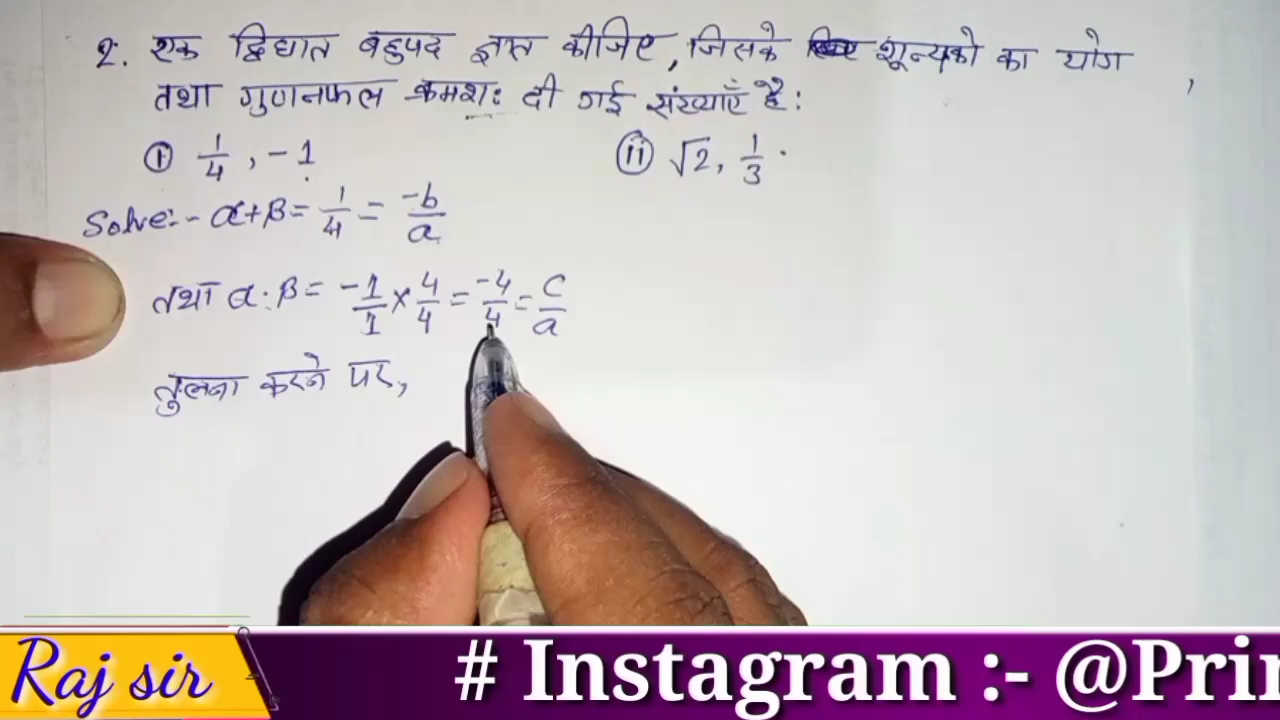 2. एक द्विघात बहुपद ज्ञात कीजिए, जिसके शून्यको का योग
तथा गुणनफल क्रमशः दी गई संख्याएँ है:
(i) 1/4, -1 (ii) √2, 1/3.
Solve:- α+β = 1/4 = -b/a
तथा α.β = -1/1 × 4/4 = -4/4 = c/a
तुलना करने पर,
Raj sir
# Instagram :- @Prin